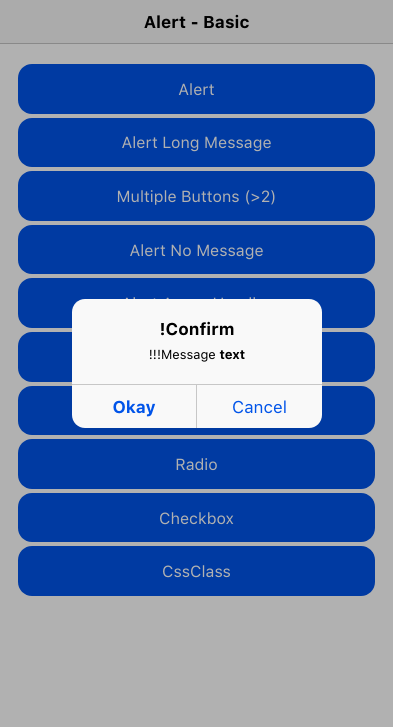 Alert - Basic
Alert
Alert Long Message
Multiple Buttons (>2)
Alert No Message
!Confirm
!!!Message text
Okay
Cancel
Radio
Checkbox
CssClass